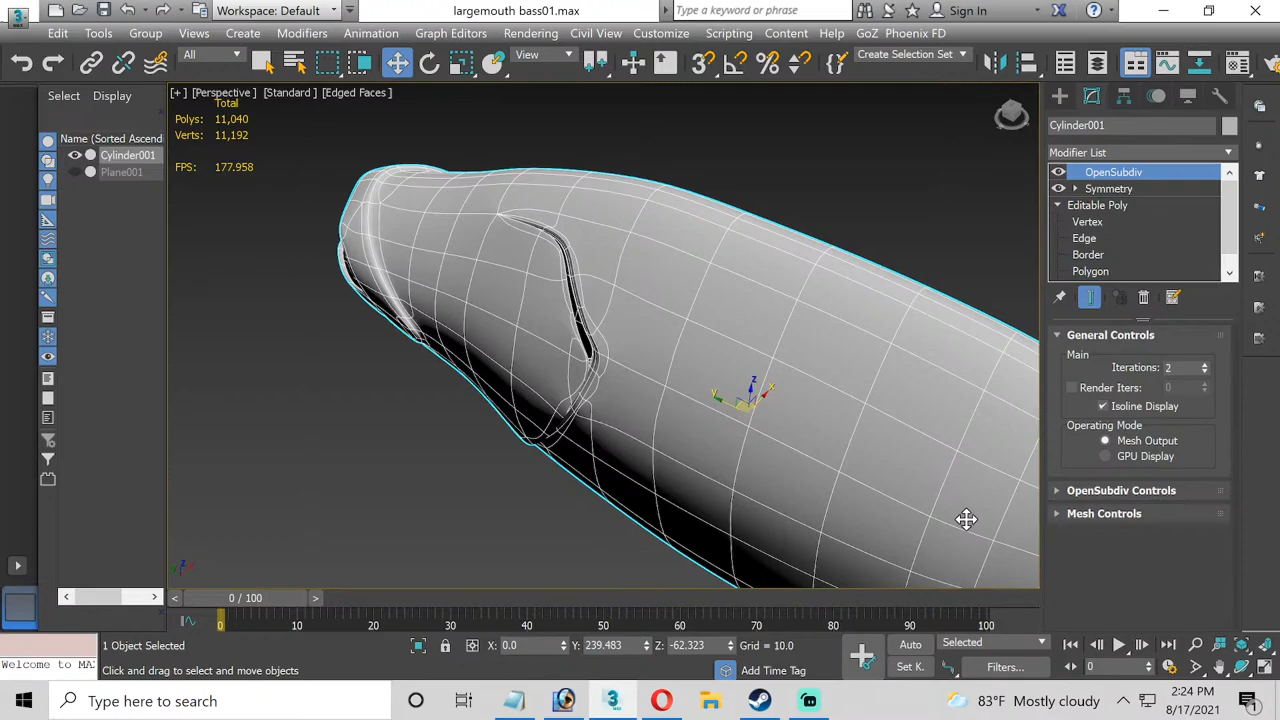 Workspace: Default
largemouth bass01.max
Type a keyword or phrase
Sign In
Edit Tools Group Views Create Modifiers Animation Graph Editors Rendering Civil View Customize Scripting Content Help GoZ Phoenix FD
All
View
Create Selection Set
Select Display
Name (Sorted Ascend
Cylinder001
Plane001
[+] [Perspective] [Standard] [Edged Faces]
Total
Polys: 11,040
Verts: 11,192
FPS: 177.958
z
x
y
Cylinder001
Modifier List
OpenSubdiv
Symmetry
Editable Poly
Vertex
Edge
Border
Polygon
General Controls
Main
Iterations: 2
Render Iters: 0
Isoline Display
Operating Mode
Mesh Output
GPU Display
OpenSubdiv Controls
Mesh Controls
0 / 100
0 10 20 30 40 50 60 70 80 90 100
1 Object Selected
X: 0.0 Y: 239.483 Z: -62.323 Grid = 10.0
Auto
Selected
Welcome to MAX
Click and drag to select and move objects
Add Time Tag
Set K.
Filters...
0
Type here to search
83°F Mostly cloudy
2:24 PM
8/17/2021
1